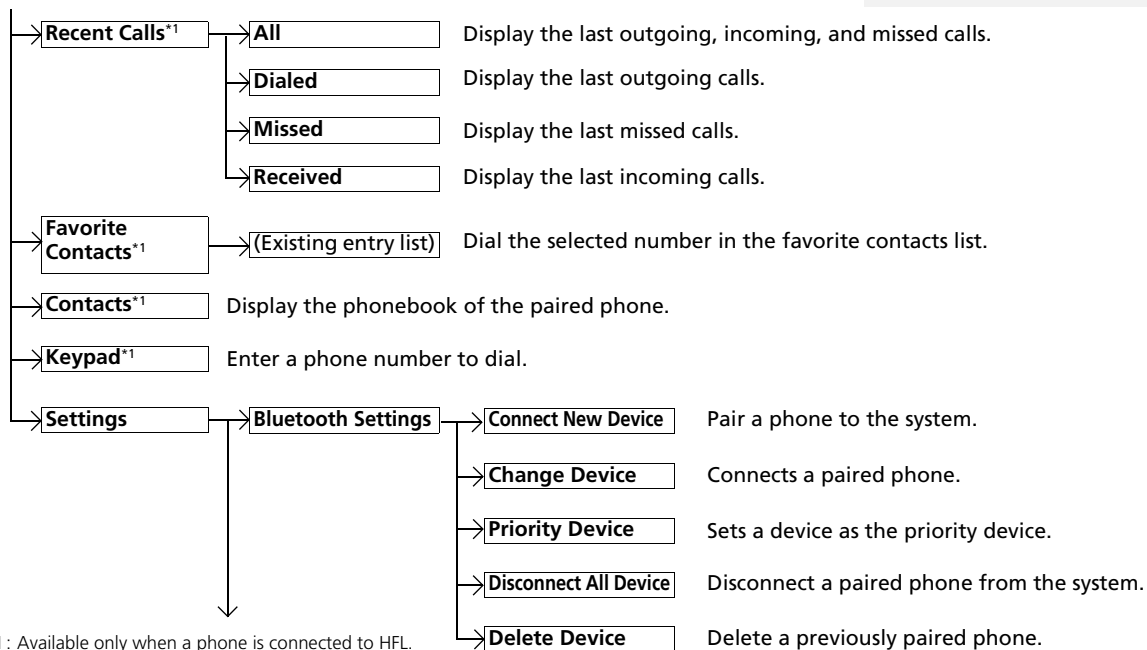 Recent Calls*1 All Display the last outgoing, incoming, and missed calls.
Dialed Display the last outgoing calls.
Missed Display the last missed calls.
Received Display the last incoming calls.
Favorite
Contacts*1 (Existing entry list) Dial the selected number in the favorite contacts list.
Contacts*1 Display the phonebook of the paired phone.
Keypad*1 Enter a phone number to dial.
Settings Bluetooth Settings Connect New Device Pair a phone to the system.
Change Device Connects a paired phone.
Priority Device Sets a device as the priority device.
Disconnect All Device Disconnect a paired phone from the system.
Delete Device Delete a previously paired phone.
1 : Available only when a phone is connected to HFL.